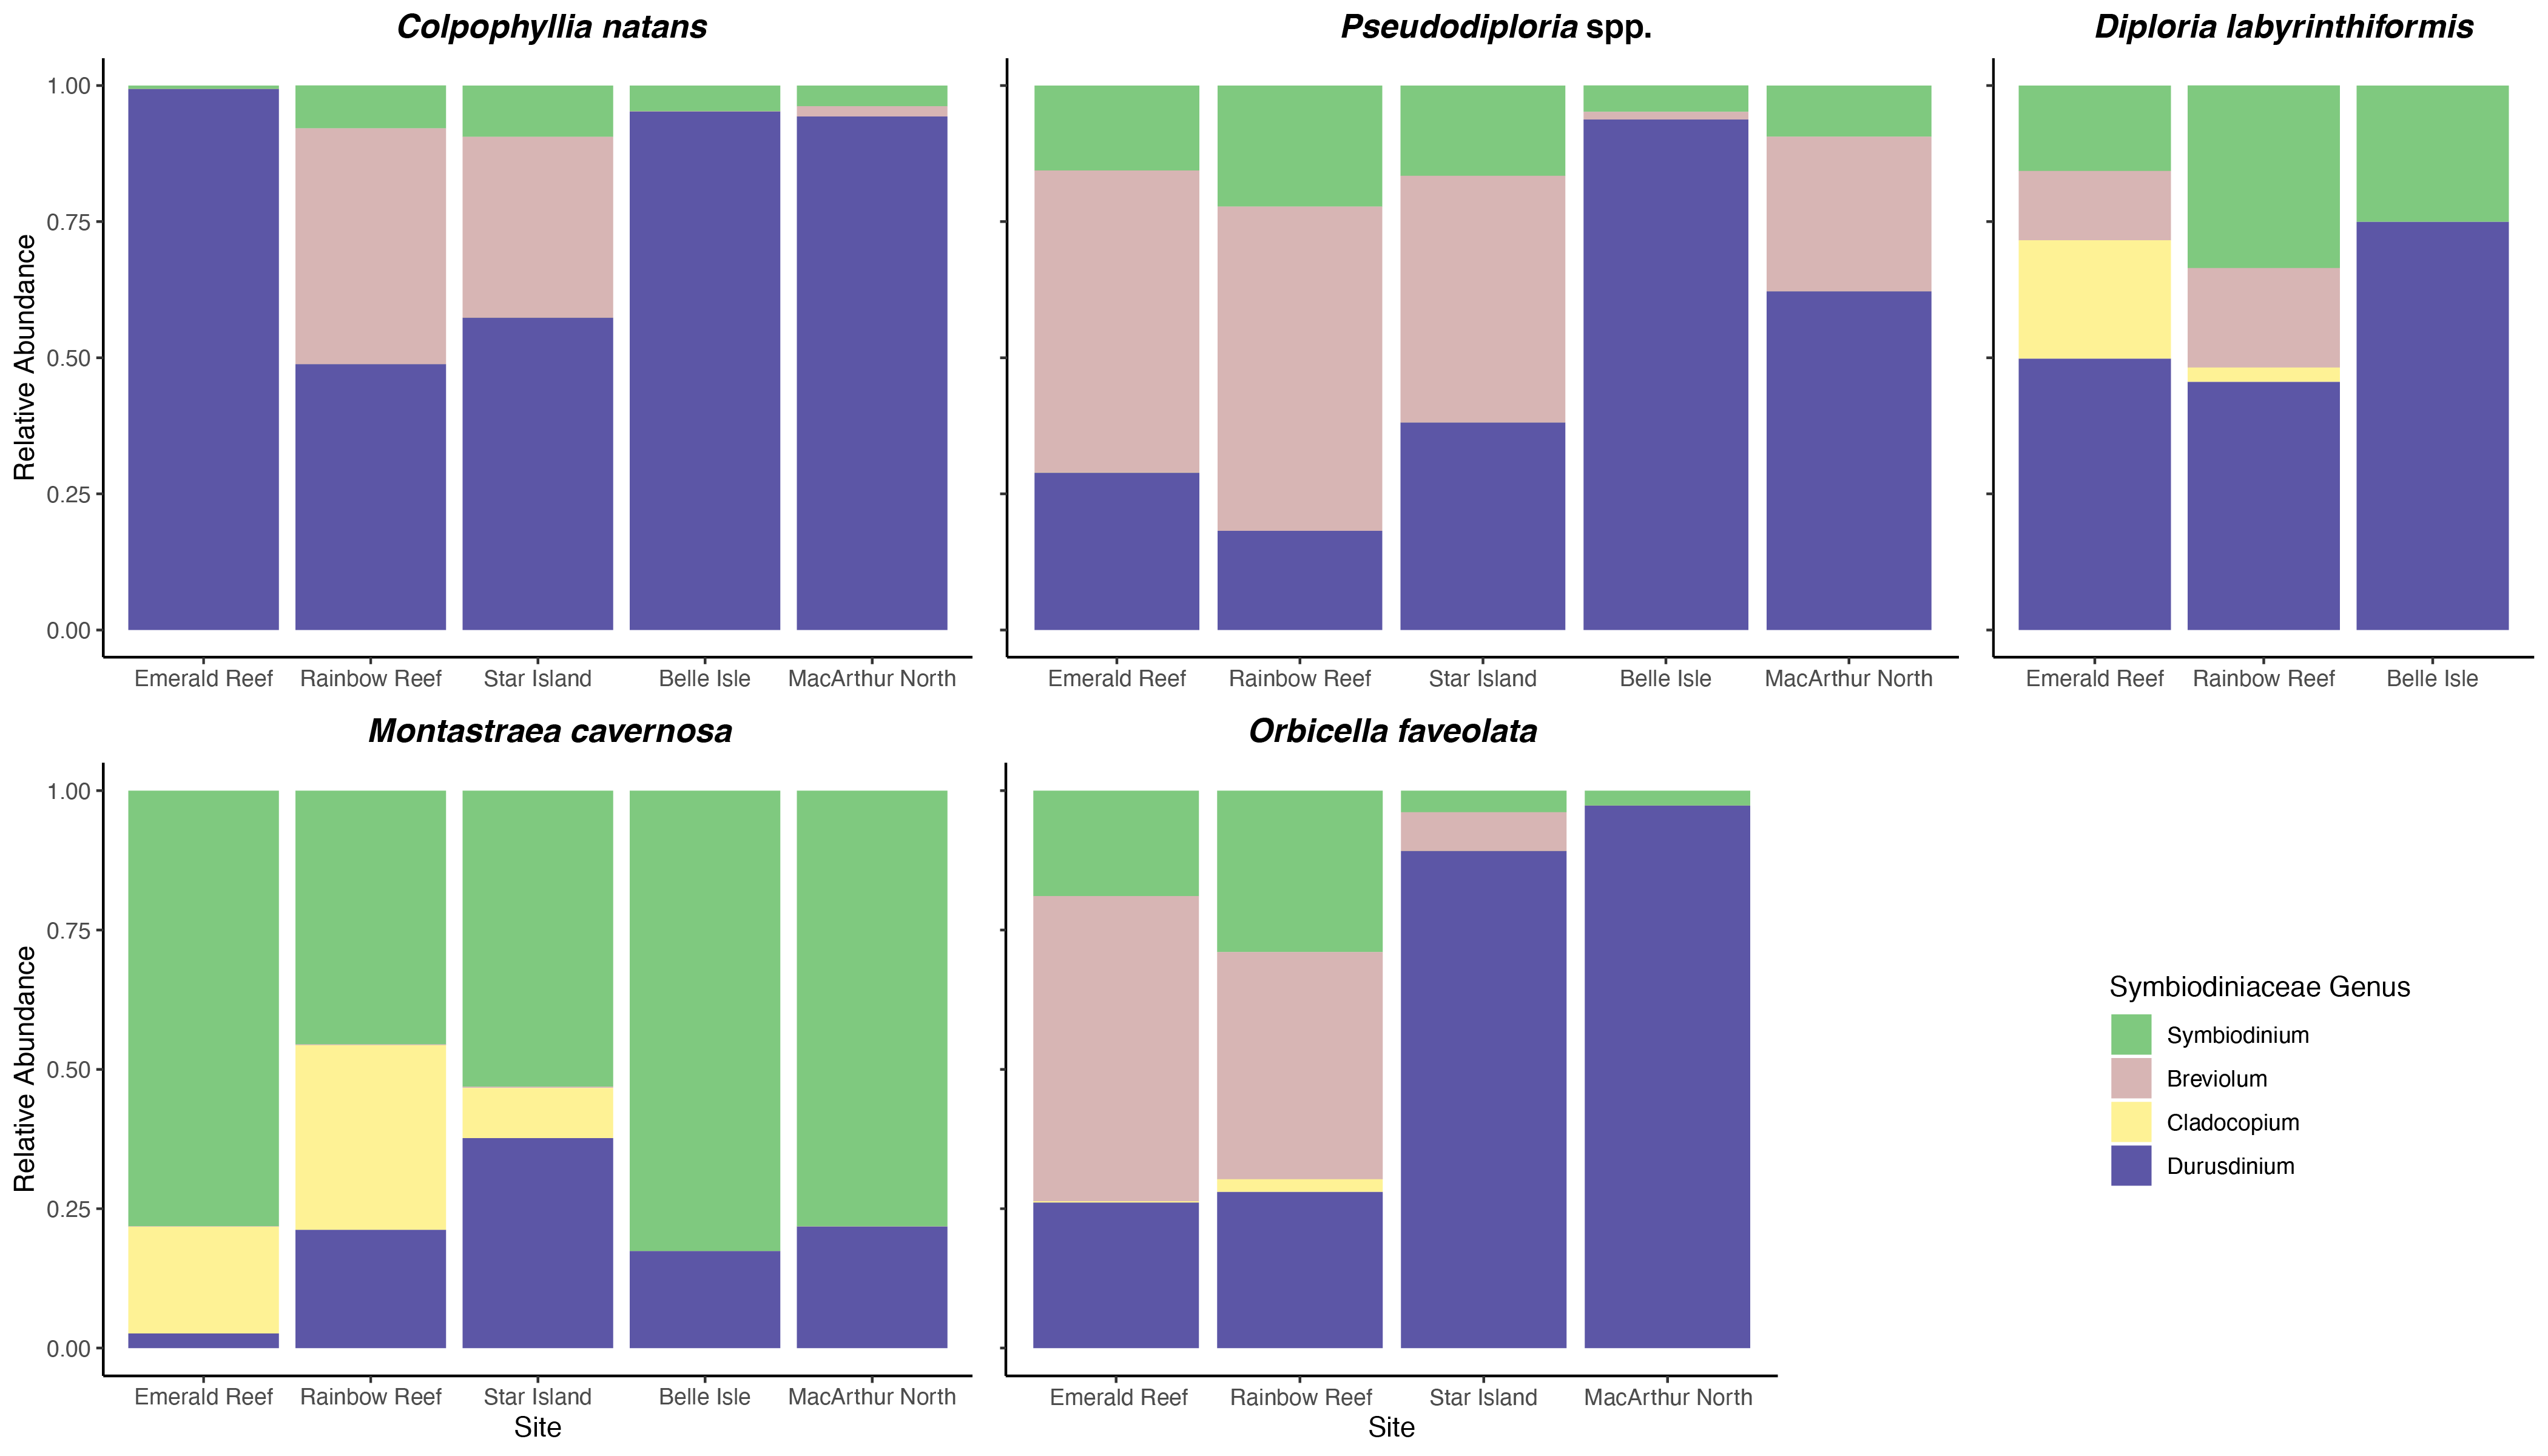 Colpophyllia natans
Pseudodiploria spp.
Diploria labyrinthiformis
Relative Abundance
1.00
0.75
0.50
0.25
0.00
Emerald Reef Rainbow Reef Star Island Belle Isle MacArthur North
Emerald Reef Rainbow Reef Star Island Belle Isle MacArthur North
Emerald Reef Rainbow Reef Belle Isle
Montastraea cavernosa
Orbicella faveolata
Relative Abundance
1.00
0.75
0.50
0.25
0.00
Emerald Reef Rainbow Reef Star Island Belle Isle MacArthur North
Site
Emerald Reef Rainbow Reef Star Island MacArthur North
Site
Symbiodiniaceae Genus
Symbiodinium
Breviolum
Cladocopium
Durusdinium